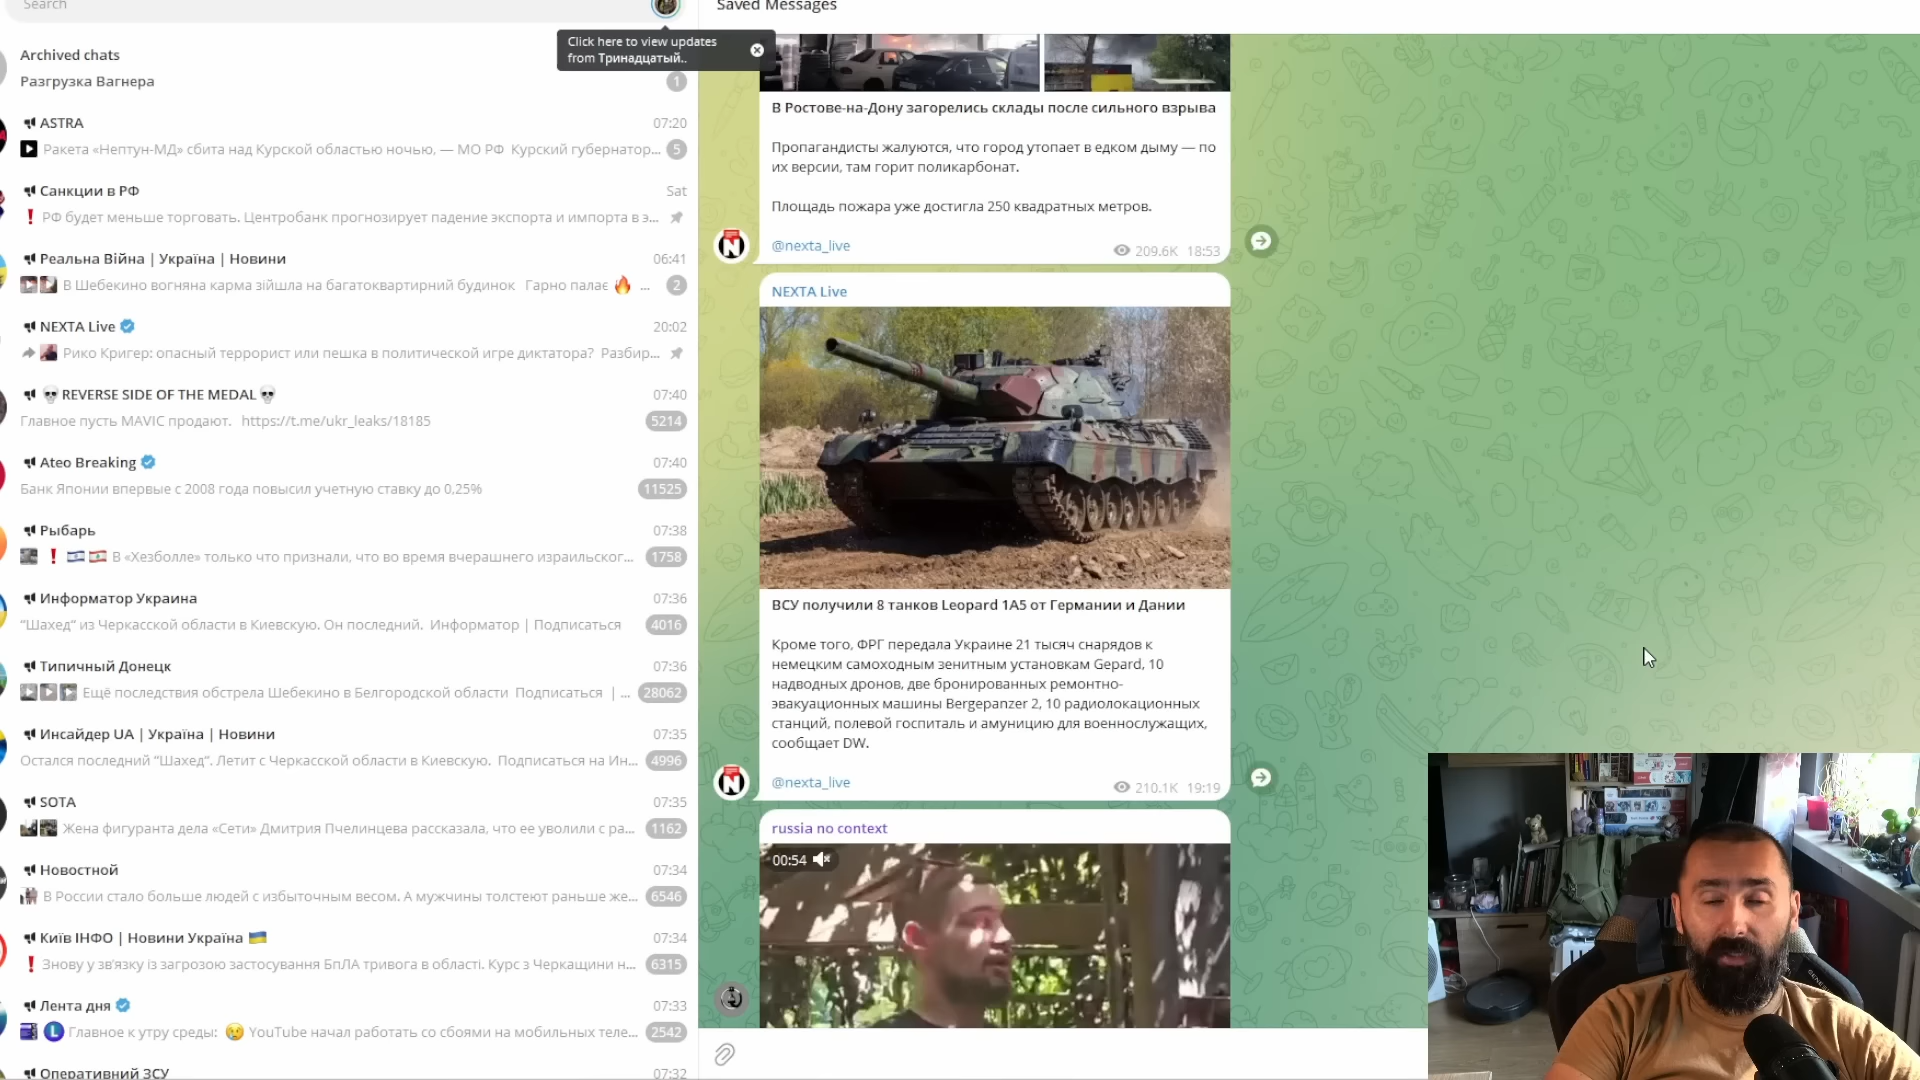 Search
Click here to view updates
from Тринадцатый..
Archived chats
Разгрузка Вагнера
1
ASTRA
07:20
Ракета «Нептун-МД» сбита над Курской областью ночью, — МО РФ Курский губернатор...
5
Санкции в РФ
Sat
РФ будет меньше торговать. Центробанк прогнозирует падение экспорта и импорта в э...
Реальна Війна | Україна | Новини
06:41
В Шебекино вогняна карма зійшла на багатоквартирний будинок Гарно палає 🔥 ...
2
NEXTA Live
20:02
Рико Кригер: опасный террорист или пешка в политической игре диктатора? Разбир...
💀REVERSE SIDE OF THE MEDAL💀
07:40
Главное пусть MAVIC продают. https://t.me/ukr_leaks/18185
5214
Ateo Breaking
07:40
Банк Японии впервые с 2008 года повысил учетную ставку до 0,25%
11525
Рыбарь
07:38
❗ 🇮🇱 🇱🇧 В «Хезболле» только что признали, что во время вчерашнего израильског...
1758
Информатор Украина
07:36
"Шахед" из Черкасской области в Киевскую. Он последний. Информатор | Подписаться
4016
Типичный Донецк
07:36
Ещё последствия обстрела Шебекино в Белгородской области Подписаться | ...
28062
Инсайдер UA | Україна | Новини
07:35
Остался последний "Шахед". Летит с Черкасской области в Киевскую. Подписаться на Ин...
4996
SOTA
07:35
Жена фигуранта дела «Сети» Дмитрия Пчелинцева рассказала, что ее уволили с ра...
1162
Новостной
07:34
В России стало больше людей с избыточным весом. А мужчины толстеют раньше же...
6546
Київ ІНФО | Новини Україна 🇺🇦
07:34
❗ Знову у зв'язку із загрозою застосування БпЛА тривога в області. Курс з Черкащини н...
6315
Лента дня
07:33
Главное к утру среды: 😢 YouTube начал работать со сбоями на мобильных теле...
2542
Оперативний ЗСУ
07:32
Saved Messages
В Ростове-на-Дону загорелись склады после сильного взрыва
Пропагандисты жалуются, что город утопает в едком дыму — по
их версии, там горит поликарбонат.
Площадь пожара уже достигла 250 квадратных метров.
@nexta_live
209.6K 18:53
NEXTA Live
ВСУ получили 8 танков Leopard 1A5 от Германии и Дании
Кроме того, ФРГ передала Украине 21 тысяч снарядов к
немецким самоходным зенитным установкам Gepard, 10
надводных дронов, две бронированных ремонтно-
эвакуационных машины Bergepanzer 2, 10 радиолокационных
станций, полевой госпиталь и амуницию для военнослужащих,
сообщает DW.
@nexta_live
210.1K 19:19
russia no context
00:54